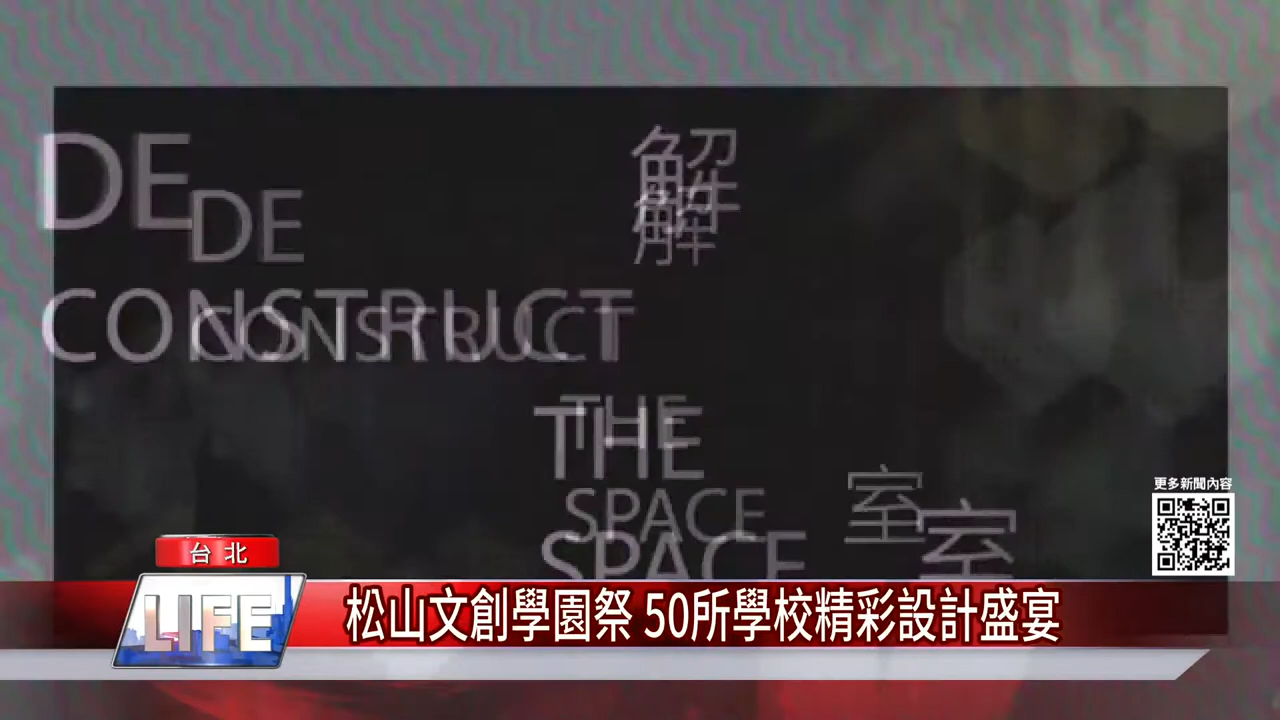 DE
DE
解
解
CONSTRUCT
CONSTRUCT
THE
THE
SPACE
SPACE
室
室
更多新聞內容
台北
LIFE
松山文創學園祭 50所學校精彩設計盛宴